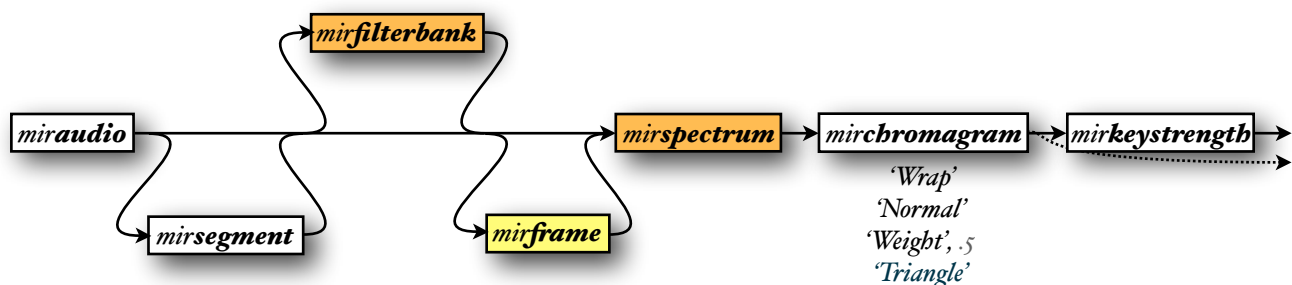 mirfilterbank
miraudio
mirspectrum
mirchromagram
mirkeystrength
mirsegment
mirframe
‘Wrap’
‘Normal’
‘Weight’, .5
‘Triangle’